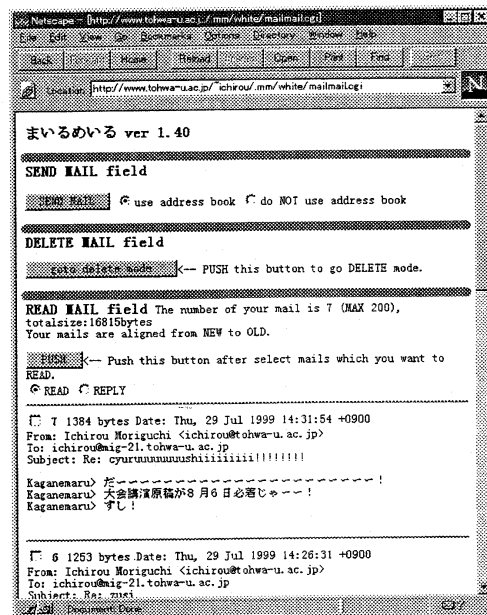 Netscape - [http://www.tohwa-u.ac.j../.mm/white/mailmail.cgi]
File Edit View Go Bookmarks Options Directory Window Help
Back Home Reload Open Print Find
Location: http://www.tohwa-u.ac.jp/~ichirou/.mm/white/mailmail.cgi
N
まいるめいる ver 1.40
SEND MAIL field
SEND MAIL use address book do NOT use address book
DELETE MAIL field
goto delete mode <-- PUSH this button to go DELETE mode.
READ MAIL field The number of your mail is 7 (MAX 200),
totalsize:16815bytes
Your mails are aligned from NEW to OLD.
PUSH <-- Push this button after select mails which you want to
READ.
READ REPLY
7 1384 bytes Date: Thu, 29 Jul 1999 14:31:54 +0900
From: Ichirou Moriguchi <ichirou@tohwa-u.ac.jp>
To: ichirou@mig-21.tohwa-u.ac.jp
Subject: Re: cyuruuuuuuushiiiiiiiii!!!!!!!!
Kaganemaru> だーーーーーーーーーーーーーーーーーーーーーーー!
Kaganemaru> 大会講演原稿が8月6日必着じゃーー!
Kaganemaru> すし!
6 1253 bytes Date: Thu, 29 Jul 1999 14:26:31 +0900
From: Ichirou Moriguchi <ichirou@tohwa-u.ac.jp>
To: ichirou@mig-21.tohwa-u.ac.jp
Subject: Re: zusi
Document: Done